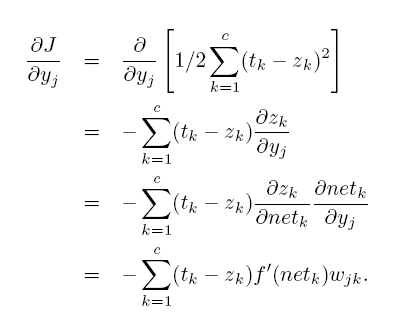 ∂J/∂y_j = ∂/∂y_j [1/2 ∑_{k=1}^{c} (t_k − z_k)^2]
= − ∑_{k=1}^{c} (t_k − z_k) ∂z_k/∂y_j
= − ∑_{k=1}^{c} (t_k − z_k) ∂z_k/∂net_k ∂net_k/∂y_j
= − ∑_{k=1}^{c} (t_k − z_k) f′(net_k) w_{jk}.